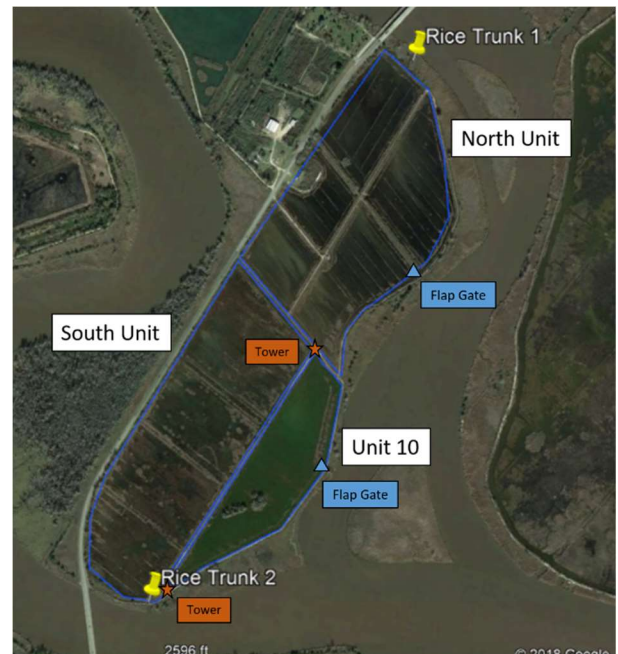 Rice Trunk 1
North Unit
Flap Gate
South Unit
Tower
Unit 10
Flap Gate
Rice Trunk 2
Tower
2596 ft
© 2018 Google